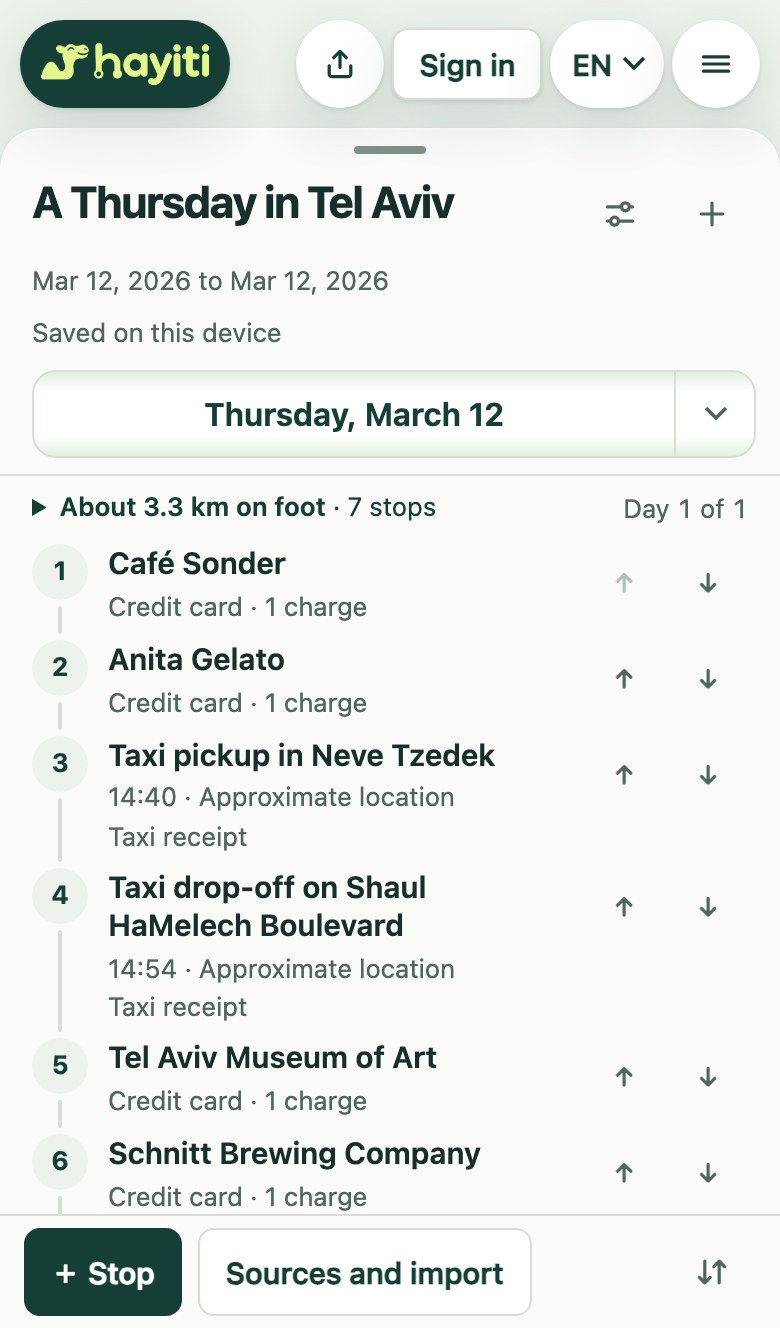 hayiti
Sign in
EN
A Thursday in Tel Aviv
Mar 12, 2026 to Mar 12, 2026
Saved on this device
Thursday, March 12
About 3.3 km on foot · 7 stops
Day 1 of 1
1
Café Sonder
Credit card · 1 charge
2
Anita Gelato
Credit card · 1 charge
3
Taxi pickup in Neve Tzedek
14:40 · Approximate location
Taxi receipt
4
Taxi drop-off on Shaul
HaMelech Boulevard
14:54 · Approximate location
Taxi receipt
5
Tel Aviv Museum of Art
Credit card · 1 charge
6
Schnitt Brewing Company
Credit card · 1 charge
+ Stop
Sources and import